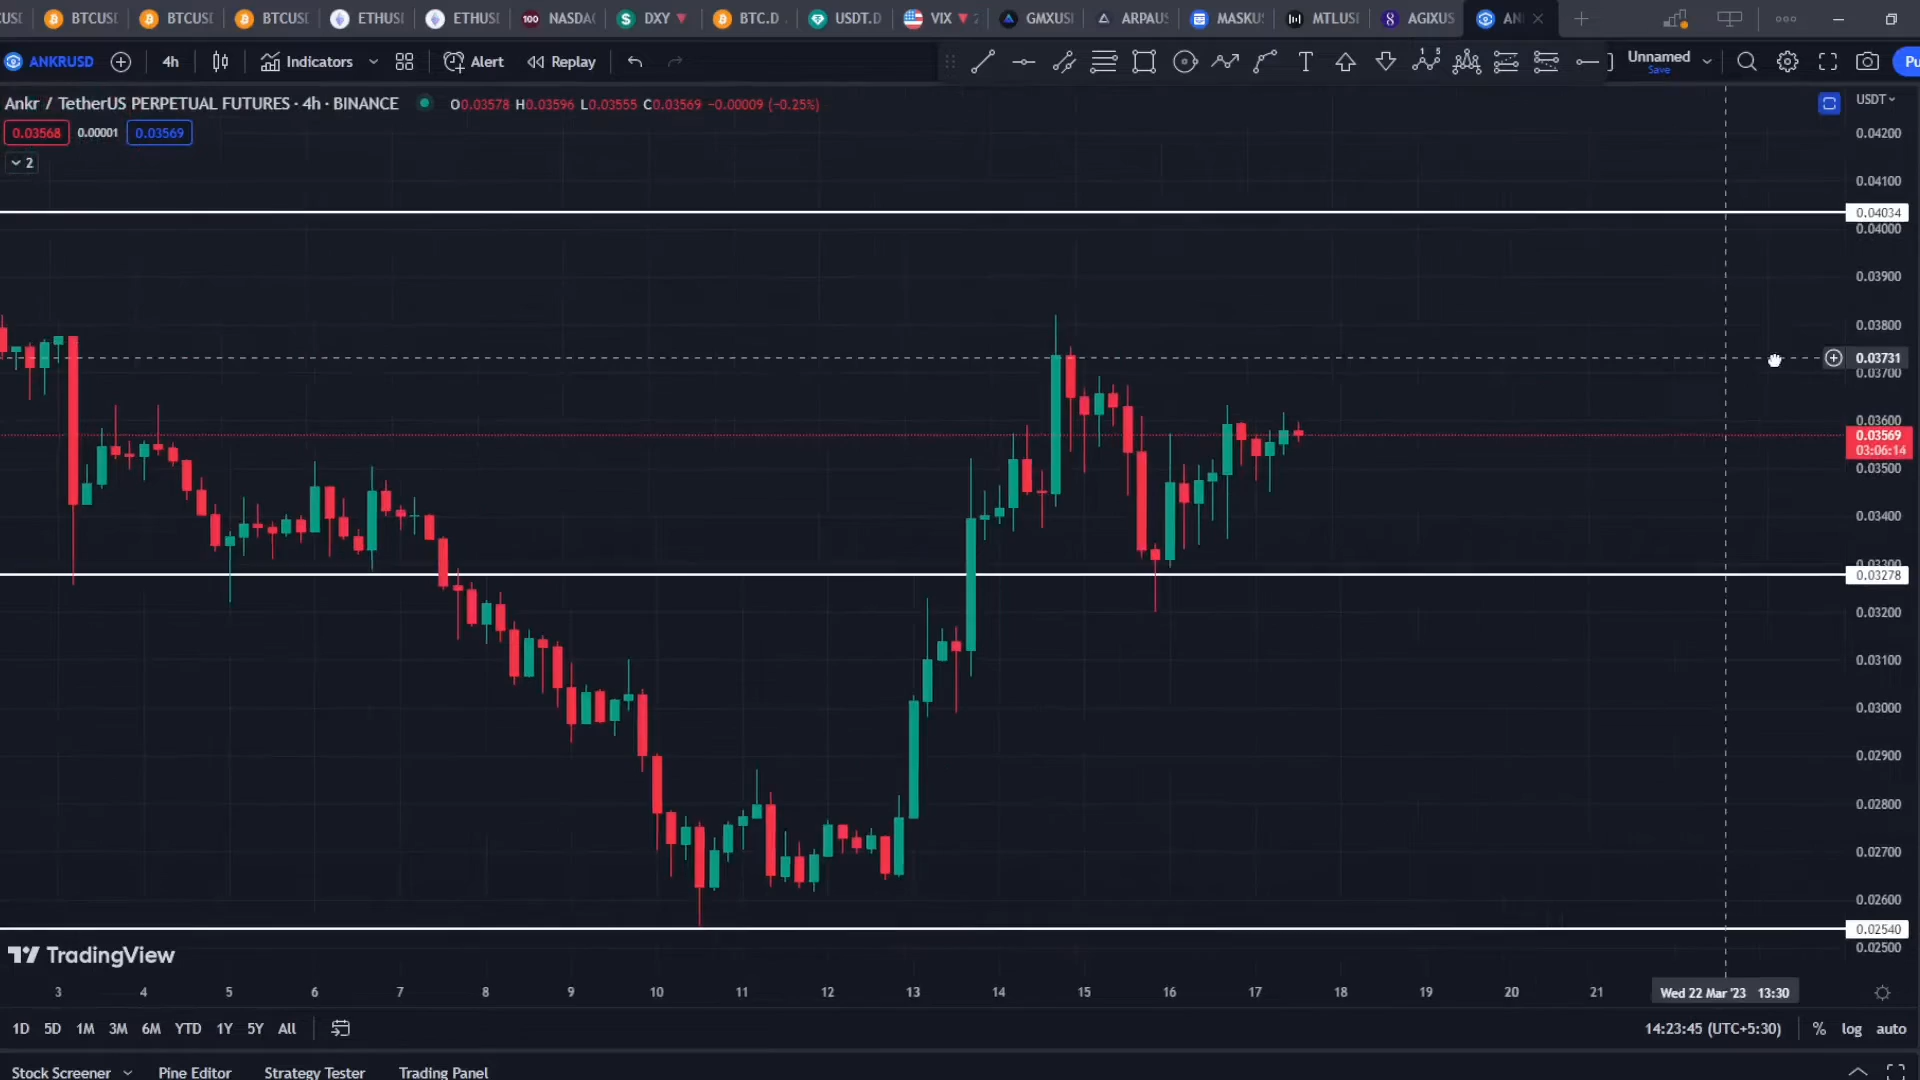 BTCUSI BTCUSI BTCUSI ETHUSI ETHUSI NASDA DXY BTC.D USDT.D VIX GMXUSI ARPAUS MASKUS MTLUSI AGIXUS AN
ANKRUSD 4h Indicators Alert Replay Unnamed Pu
Save
Ankr / TetherUS PERPETUAL FUTURES · 4h · BINANCE O0.03578 H0.03596 L0.03555 C0.03569 −0.00009 (−0.25%) USDT
0.03568 0.00001 0.03569
2
0.04200
0.04100
0.04034
0.04000
0.03900
0.03800
0.03731
0.03700
0.03600
0.03569
03:06:14
0.03500
0.03400
0.03300
0.03278
0.03200
0.03100
0.03000
0.02900
0.02800
0.02700
0.02600
0.02540
0.02500
TradingView
3 4 5 6 7 8 9 10 11 12 13 14 15 16 17 18 19 20 21 Wed 22 Mar '23 13:30
1D 5D 1M 3M 6M YTD 1Y 5Y All 14:23:45 (UTC+5:30) % log auto
Stock Screener Pine Editor Strategy Tester Trading Panel